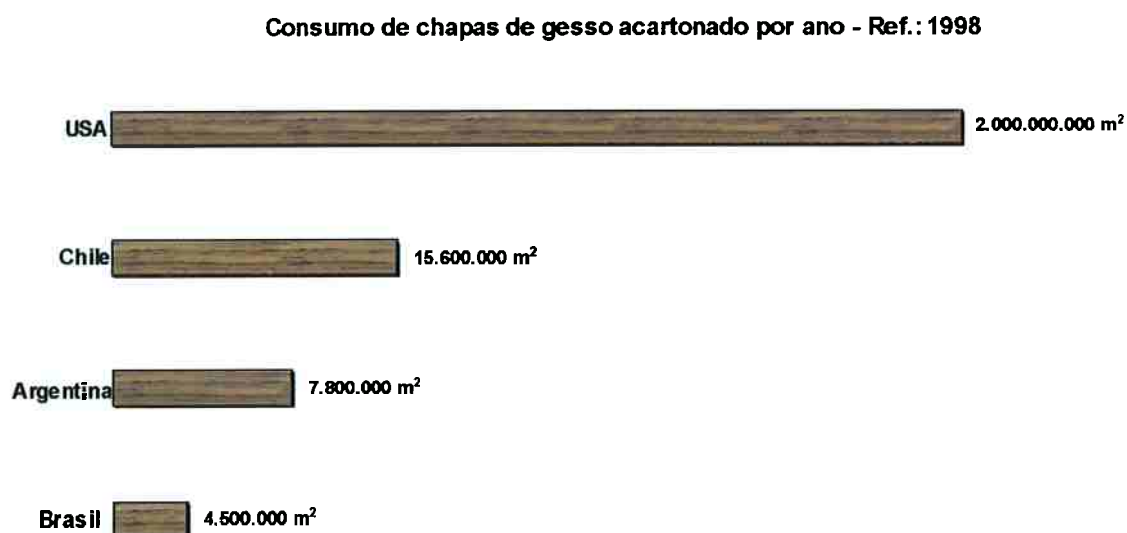 Consumo de chapas de gesso acartonado por ano - Ref.: 1998
USA 2.000.000.000 m²
Chile 15.600.000 m²
Argentina 7.800.000 m²
Brasil 4.500.000 m²